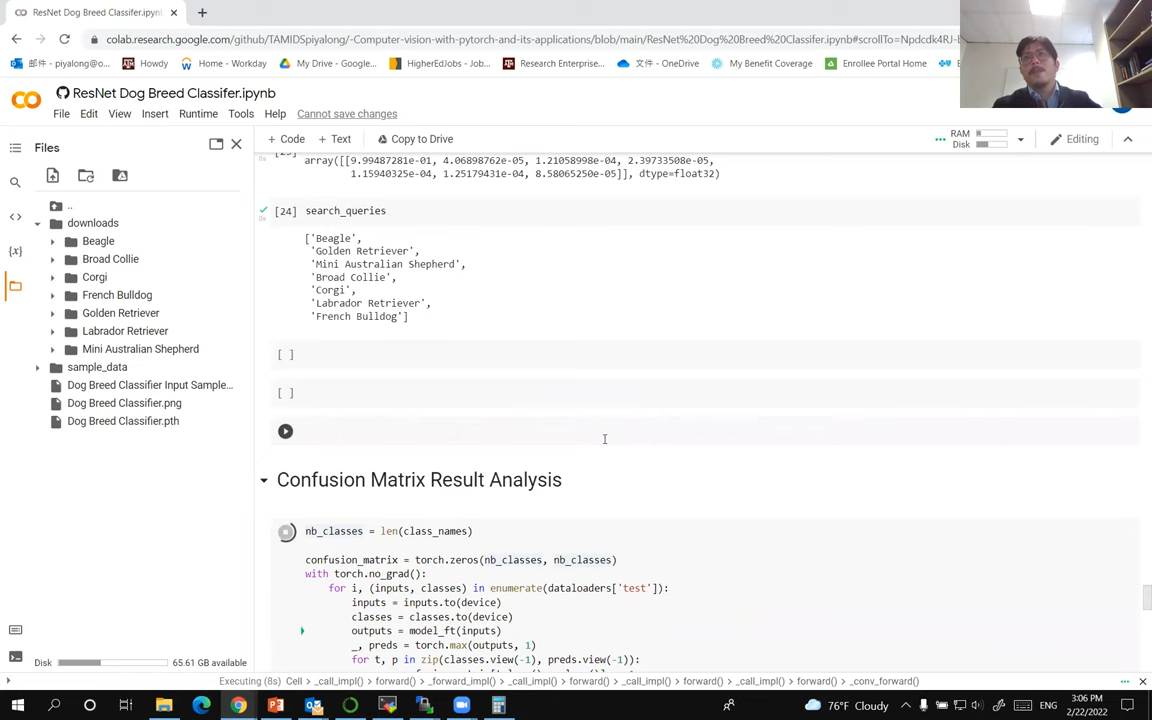 ResNet Dog Breed Classifer.ipynb
colab.research.google.com/github/TAMIDSpiyalong/-Computer-vision-with-pytorch-and-its-applications/blob/main/ResNet%20Dog%20Breed%20Classifer.ipynb#scrollTo=Npdcdk4RJ-b
邮件 - piyalong@o...
Howdy
Home - Workday
My Drive - Google...
HigherEdJobs - Job...
Research Enterprise...
文件 - OneDrive
My Benefit Coverage
Enrollee Portal Home
ResNet Dog Breed Classifer.ipynb
File Edit View Insert Runtime Tools Help Cannot save changes
Files
+ Code + Text Copy to Drive
RAM
Disk
Editing
..
downloads
Beagle
Broad Collie
Corgi
French Bulldog
Golden Retriever
Labrador Retriever
Mini Australian Shepherd
sample_data
Dog Breed Classifier Input Sample...
Dog Breed Classifier.png
Dog Breed Classifier.pth
Disk 65.61 GB available
array([[9.99487281e-01, 4.06898762e-05, 1.21058998e-04, 2.39733508e-05,
1.15940325e-04, 1.25179431e-04, 8.58065250e-05]], dtype=float32)
[24] search_queries
['Beagle',
'Golden Retriever',
'Mini Australian Shepherd',
'Broad Collie',
'Corgi',
'Labrador Retriever',
'French Bulldog']
[ ]
[ ]
Confusion Matrix Result Analysis
nb_classes = len(class_names)
confusion_matrix = torch.zeros(nb_classes, nb_classes)
with torch.no_grad():
for i, (inputs, classes) in enumerate(dataloaders['test']):
inputs = inputs.to(device)
classes = classes.to(device)
outputs = model_ft(inputs)
_, preds = torch.max(outputs, 1)
for t, p in zip(classes.view(-1), preds.view(-1)):
Executing (8s) Cell > _call_impl() > forward() > _forward_impl() > _call_impl() > forward() > _call_impl() > forward() > _call_impl() > forward() > _call_impl() > forward() > _conv_forward()
76°F Cloudy
ENG
3:06 PM
2/22/2022